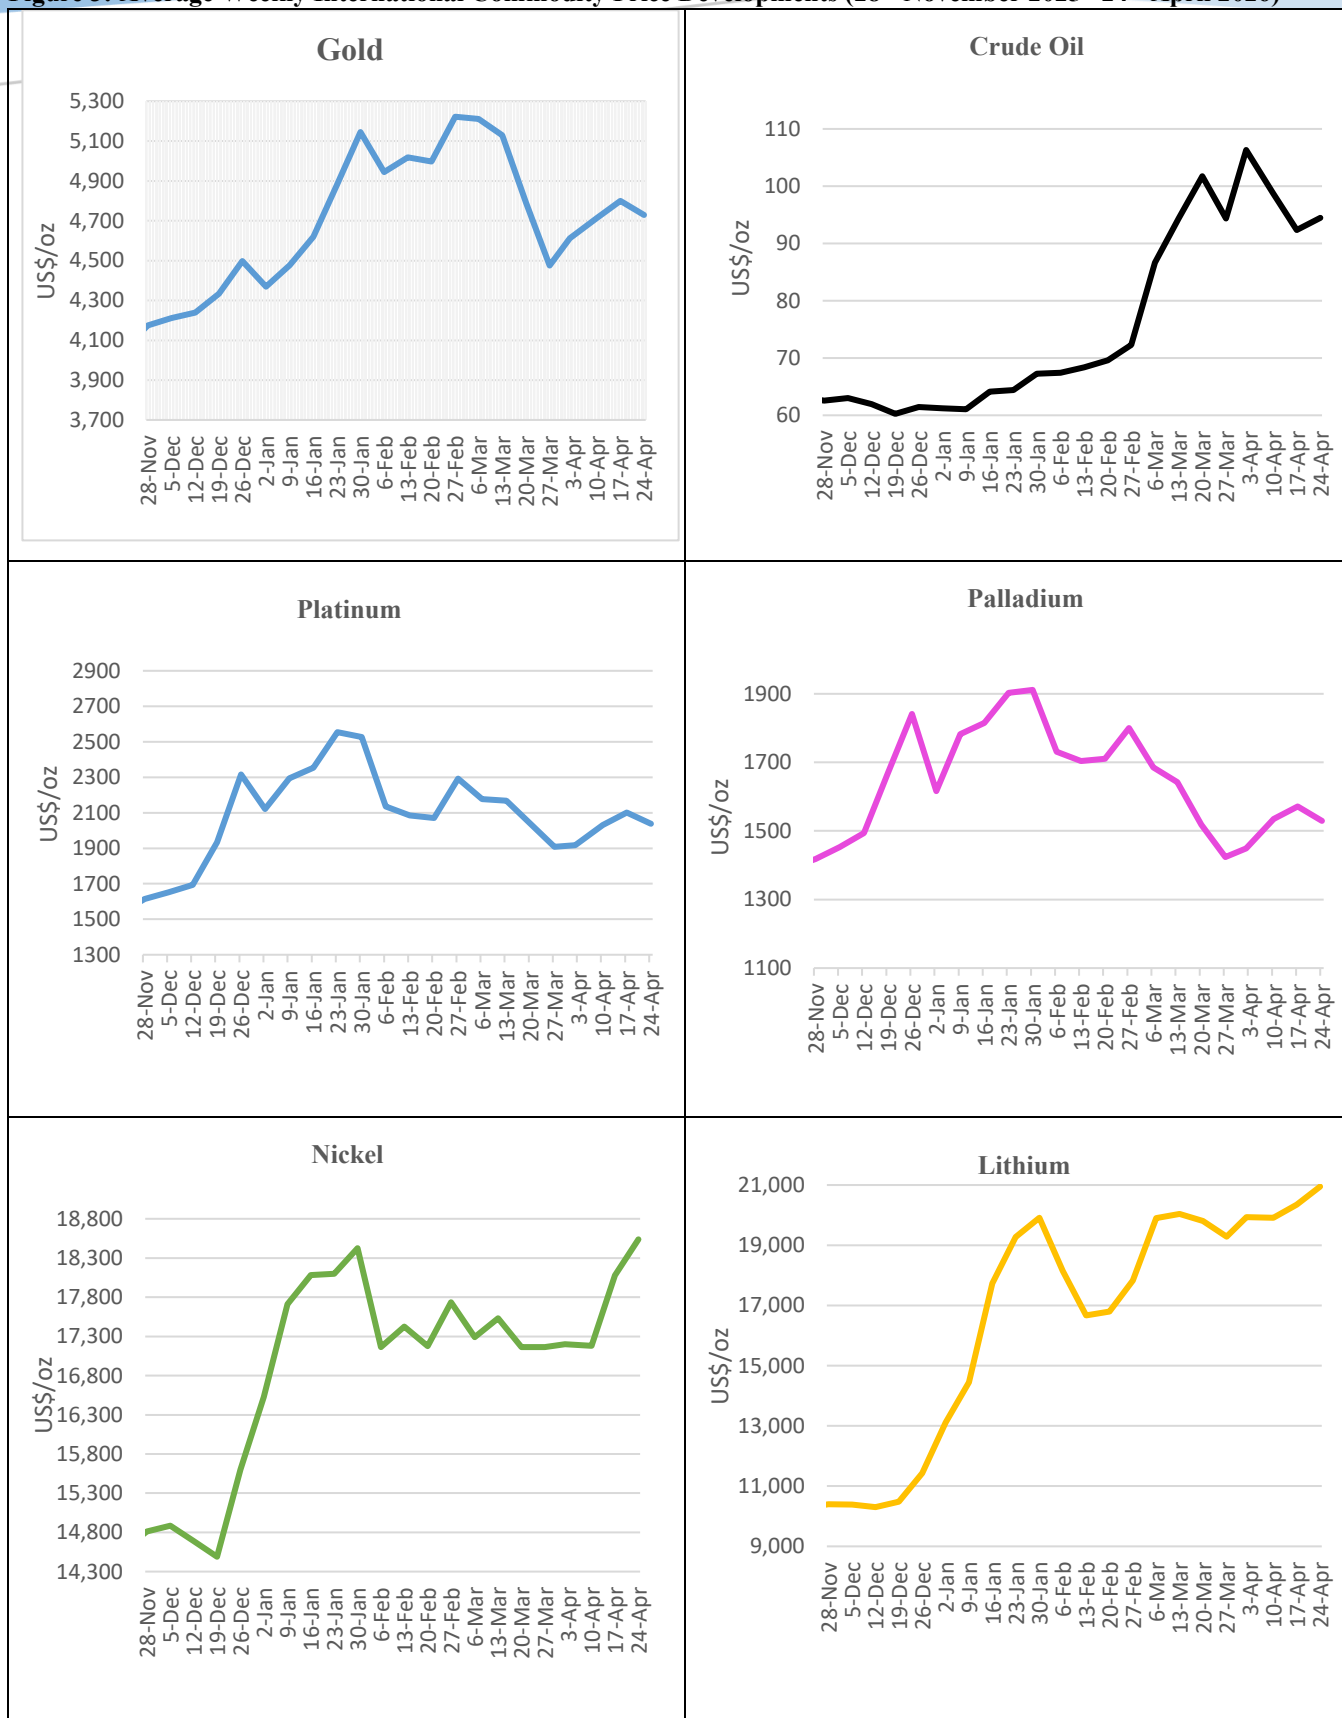 Gold
US$/oz
5,300
5,100
4,900
4,700
4,500
4,300
4,100
3,900
3,700
28-Nov
5-Dec
12-Dec
19-Dec
26-Dec
2-Jan
9-Jan
16-Jan
23-Jan
30-Jan
6-Feb
13-Feb
20-Feb
27-Feb
6-Mar
13-Mar
20-Mar
27-Mar
3-Apr
10-Apr
17-Apr
24-Apr
Crude Oil
US$/oz
110
100
90
80
70
60
28-Nov
5-Dec
12-Dec
19-Dec
26-Dec
2-Jan
9-Jan
16-Jan
23-Jan
30-Jan
6-Feb
13-Feb
20-Feb
27-Feb
6-Mar
13-Mar
20-Mar
27-Mar
3-Apr
10-Apr
17-Apr
24-Apr
Platinum
US$/oz
2900
2700
2500
2300
2100
1900
1700
1500
1300
28-Nov
5-Dec
12-Dec
19-Dec
26-Dec
2-Jan
9-Jan
16-Jan
23-Jan
30-Jan
6-Feb
13-Feb
20-Feb
27-Feb
6-Mar
13-Mar
20-Mar
27-Mar
3-Apr
10-Apr
17-Apr
24-Apr
Palladium
US$/oz
1900
1700
1500
1300
1100
28-Nov
5-Dec
12-Dec
19-Dec
26-Dec
2-Jan
9-Jan
16-Jan
23-Jan
30-Jan
6-Feb
13-Feb
20-Feb
27-Feb
6-Mar
13-Mar
20-Mar
27-Mar
3-Apr
10-Apr
17-Apr
24-Apr
Nickel
US$/oz
18,800
18,300
17,800
17,300
16,800
16,300
15,800
15,300
14,800
14,300
28-Nov
5-Dec
12-Dec
19-Dec
26-Dec
2-Jan
9-Jan
16-Jan
23-Jan
30-Jan
6-Feb
13-Feb
20-Feb
27-Feb
6-Mar
13-Mar
20-Mar
27-Mar
3-Apr
10-Apr
17-Apr
24-Apr
Lithium
US$/oz
21,000
19,000
17,000
15,000
13,000
11,000
9,000
28-Nov
5-Dec
12-Dec
19-Dec
26-Dec
2-Jan
9-Jan
16-Jan
23-Jan
30-Jan
6-Feb
13-Feb
20-Feb
27-Feb
6-Mar
13-Mar
20-Mar
27-Mar
3-Apr
10-Apr
17-Apr
24-Apr